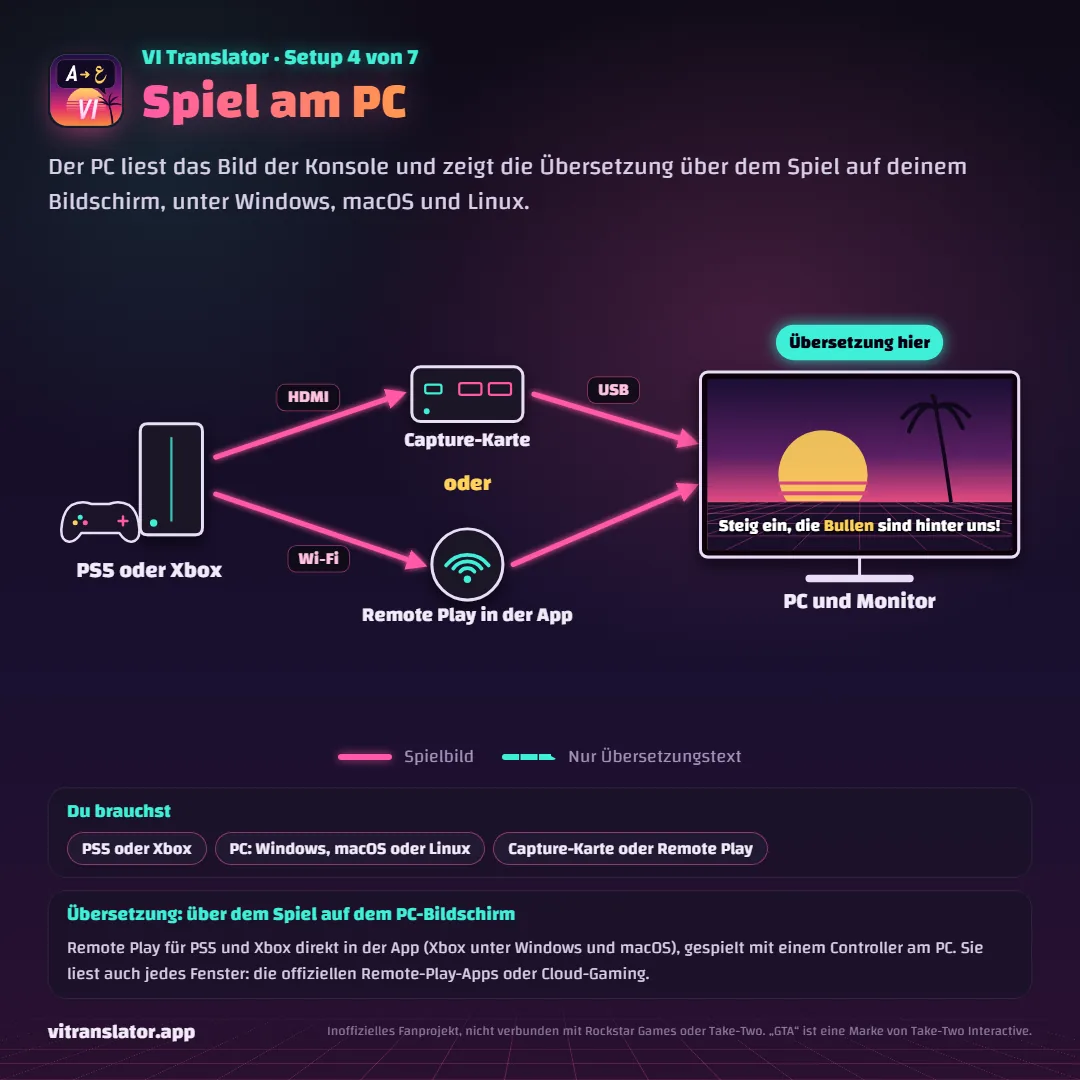 A→ع
VI
VI Translator · Setup 4 von 7
Spiel am PC
Der PC liest das Bild der Konsole und zeigt die Übersetzung über dem Spiel auf deinem
Bildschirm, unter Windows, macOS und Linux.
Übersetzung hier
HDMI
USB
Capture-Karte
oder
Steig ein, die Bullen sind hinter uns!
Wi-Fi
PS5 oder Xbox
PC und Monitor
Remote Play in der App
Spielbild
Nur Übersetzungstext
Du brauchst
PS5 oder Xbox
PC: Windows, macOS oder Linux
Capture-Karte oder Remote Play
Übersetzung: über dem Spiel auf dem PC-Bildschirm
Remote Play für PS5 und Xbox direkt in der App (Xbox unter Windows und macOS), gespielt mit einem Controller am PC. Sie
liest auch jedes Fenster: die offiziellen Remote-Play-Apps oder Cloud-Gaming.
vitranslator.app
Inoffizielles Fanprojekt, nicht verbunden mit Rockstar Games oder Take-Two. „GTA“ ist eine Marke von Take-Two Interactive.